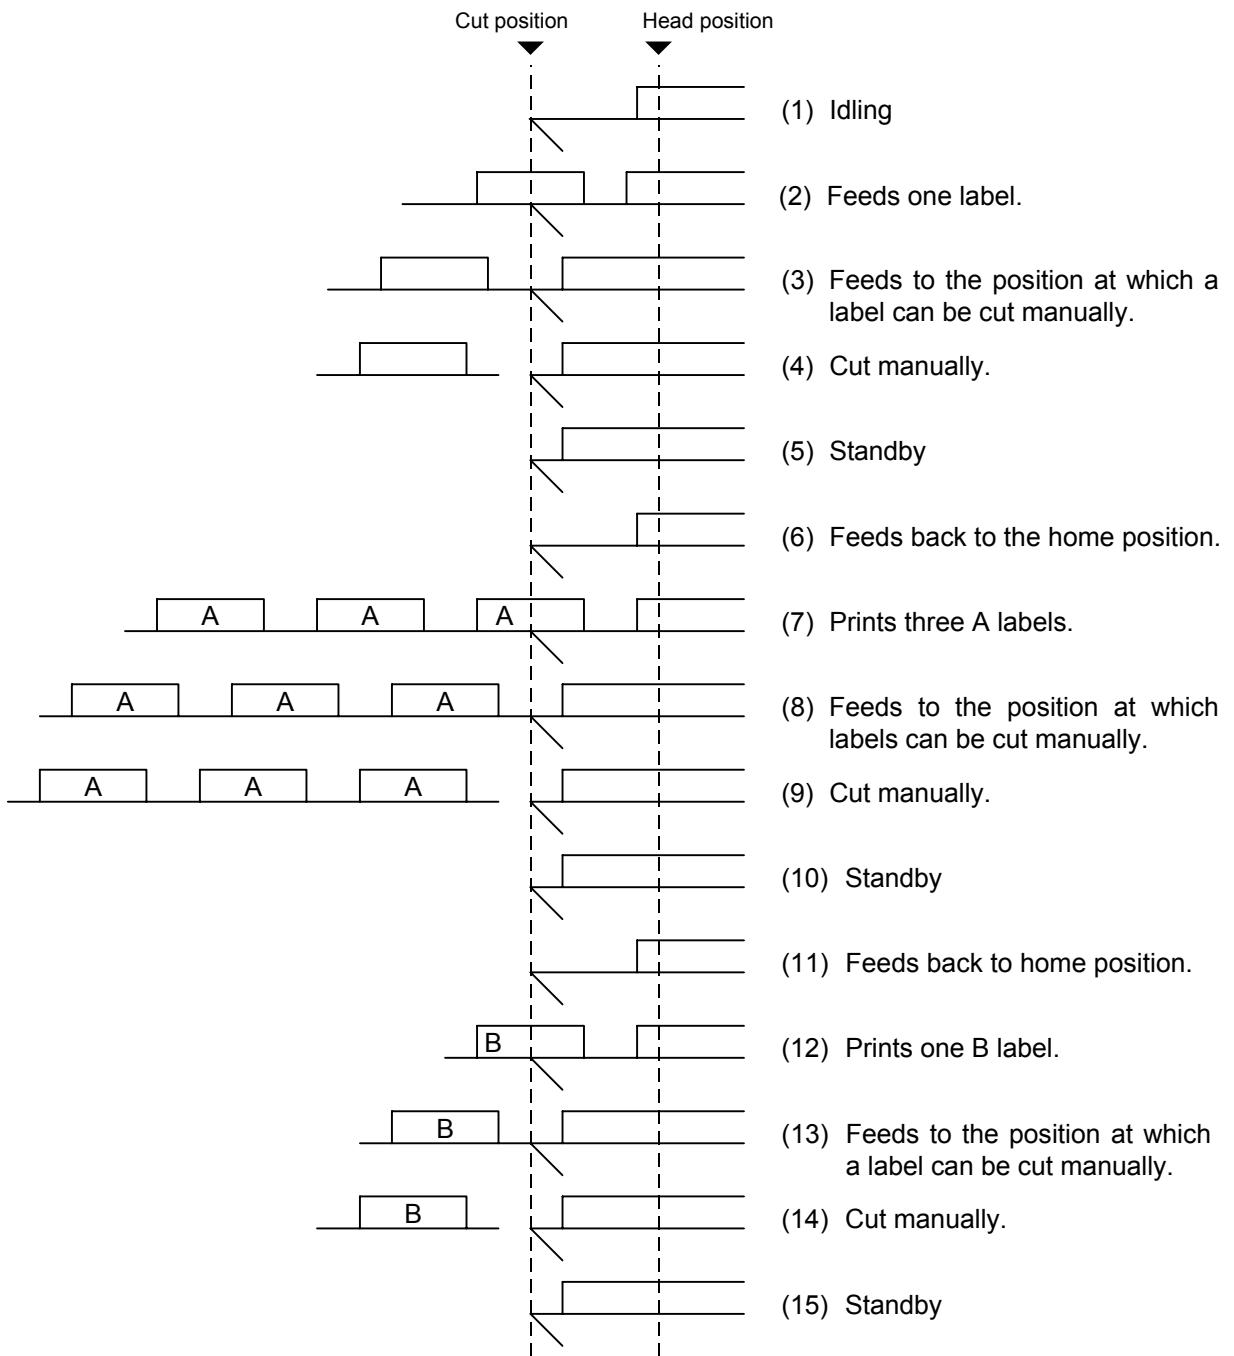 Cut position
Head position
(1) Idling
(2) Feeds one label.
(3) Feeds to the position at which a
label can be cut manually.
(4) Cut manually.
(5) Standby
(6) Feeds back to the home position.
A A A
(7) Prints three A labels.
A A A
(8) Feeds to the position at which
labels can be cut manually.
A A A
(9) Cut manually.
(10) Standby
(11) Feeds back to home position.
B
(12) Prints one B label.
B
(13) Feeds to the position at which
a label can be cut manually.
B
(14) Cut manually.
(15) Standby